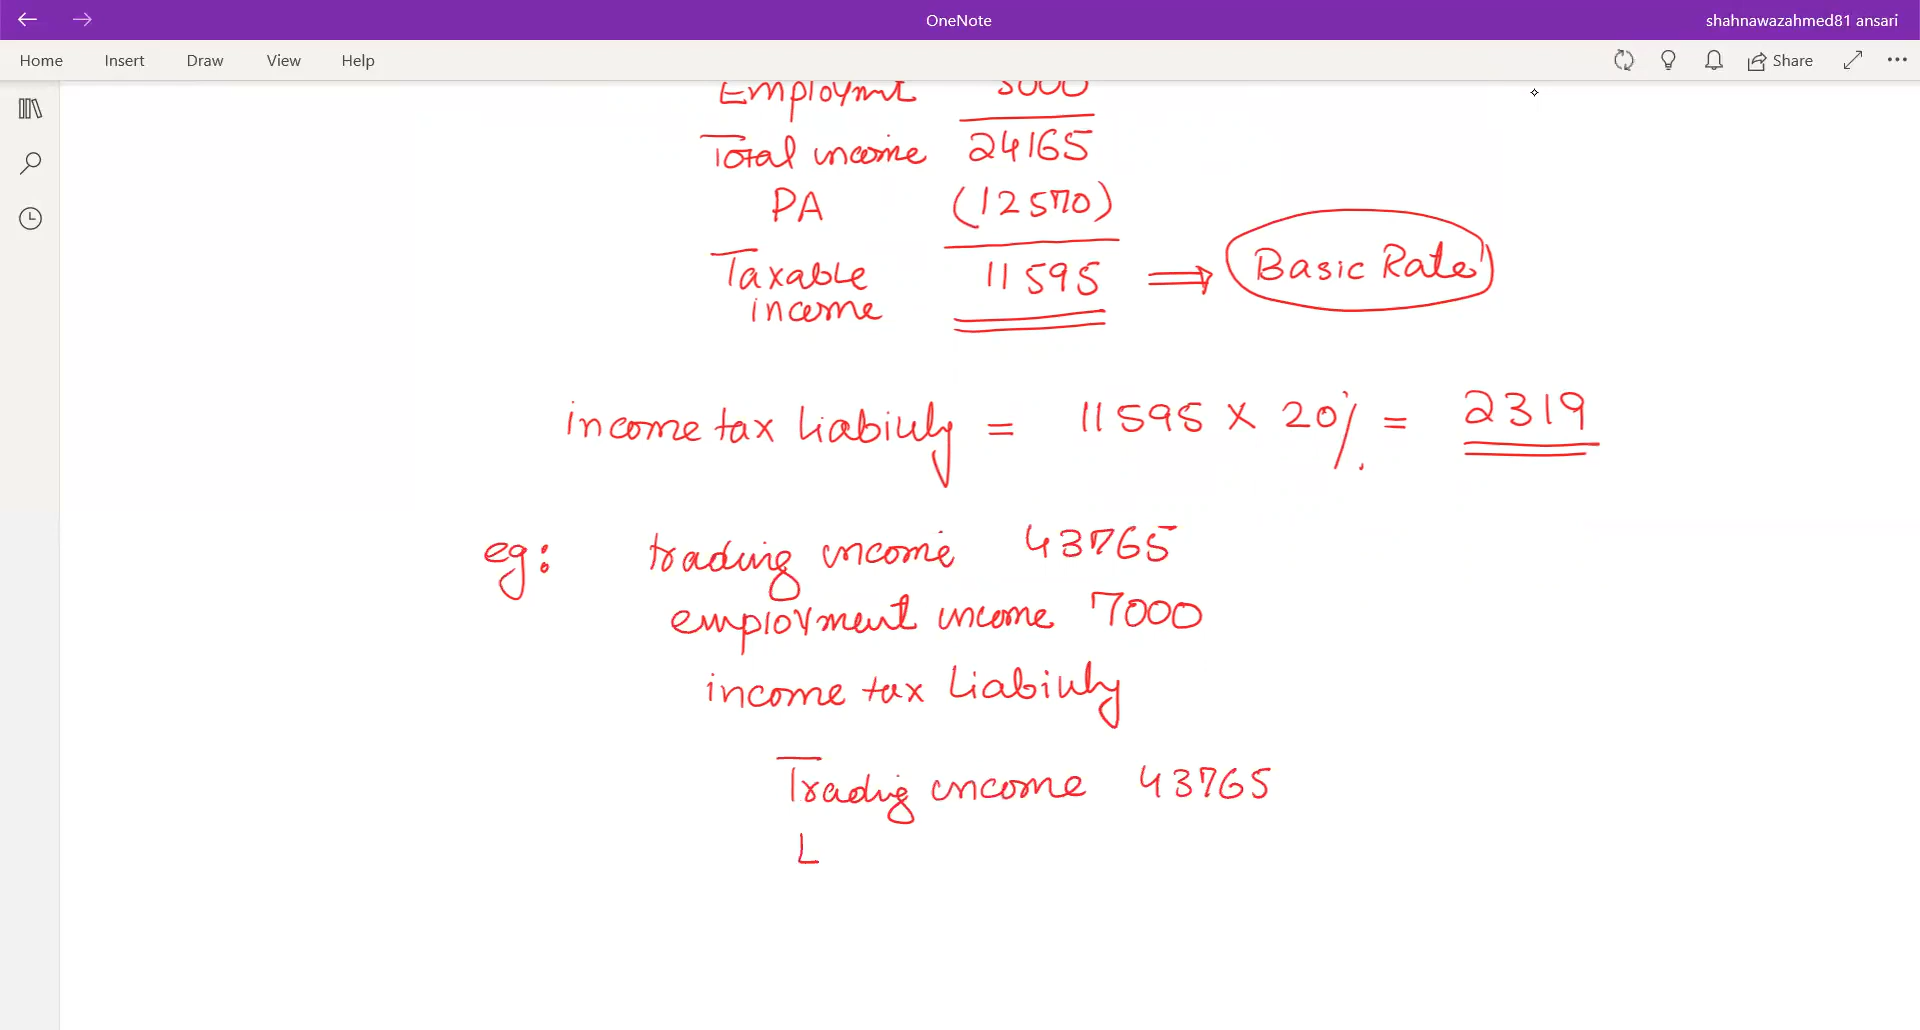 OneNote
shahnawazahmed81 ansari
Home Insert Draw View Help Share
Employmt 5000
Total income 24165
PA (12570)
Taxable income 11595 ⇒ Basic Rate
income tax liability = 11595 × 20% = 2319
eg: trading income 43765
employment income 7000
income tax Liability
Trading income 43765
L